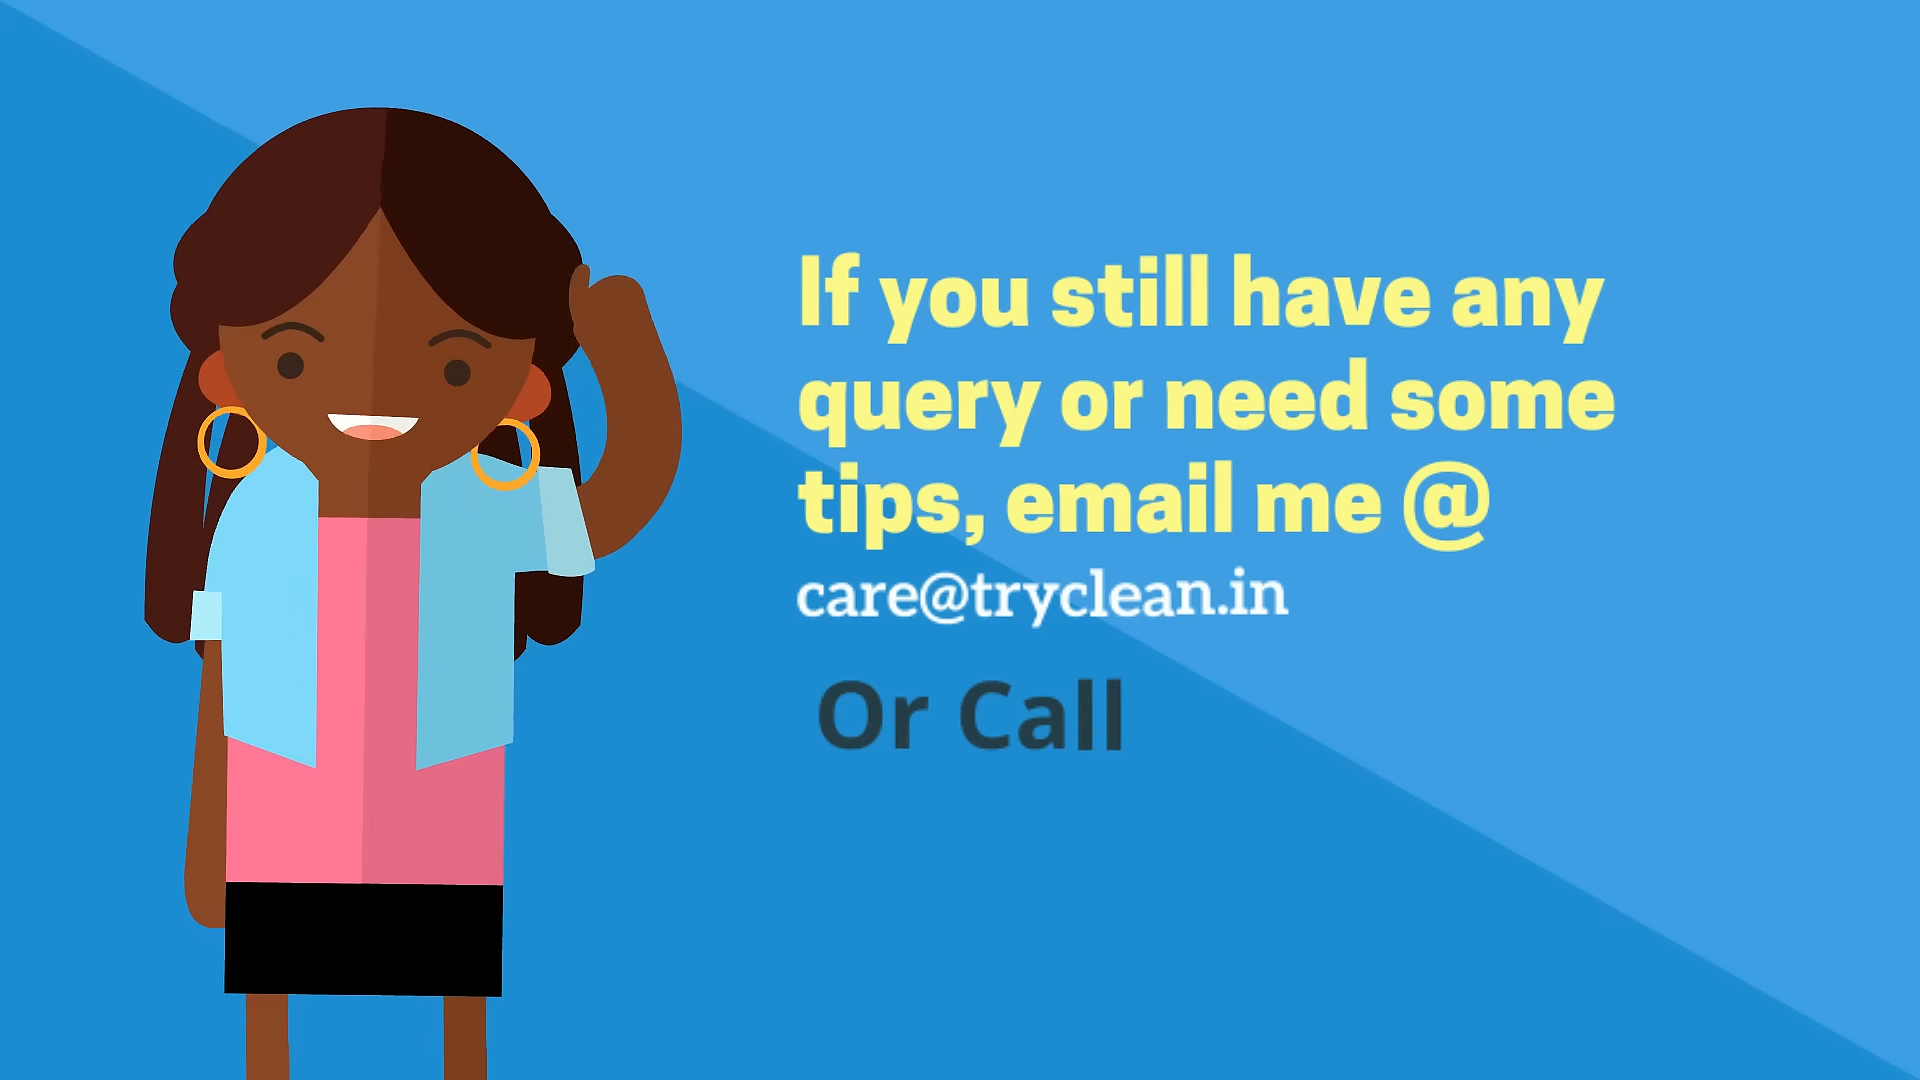 If you still have any
query or need some
tips, email me @
care@tryclean.in
Or Call